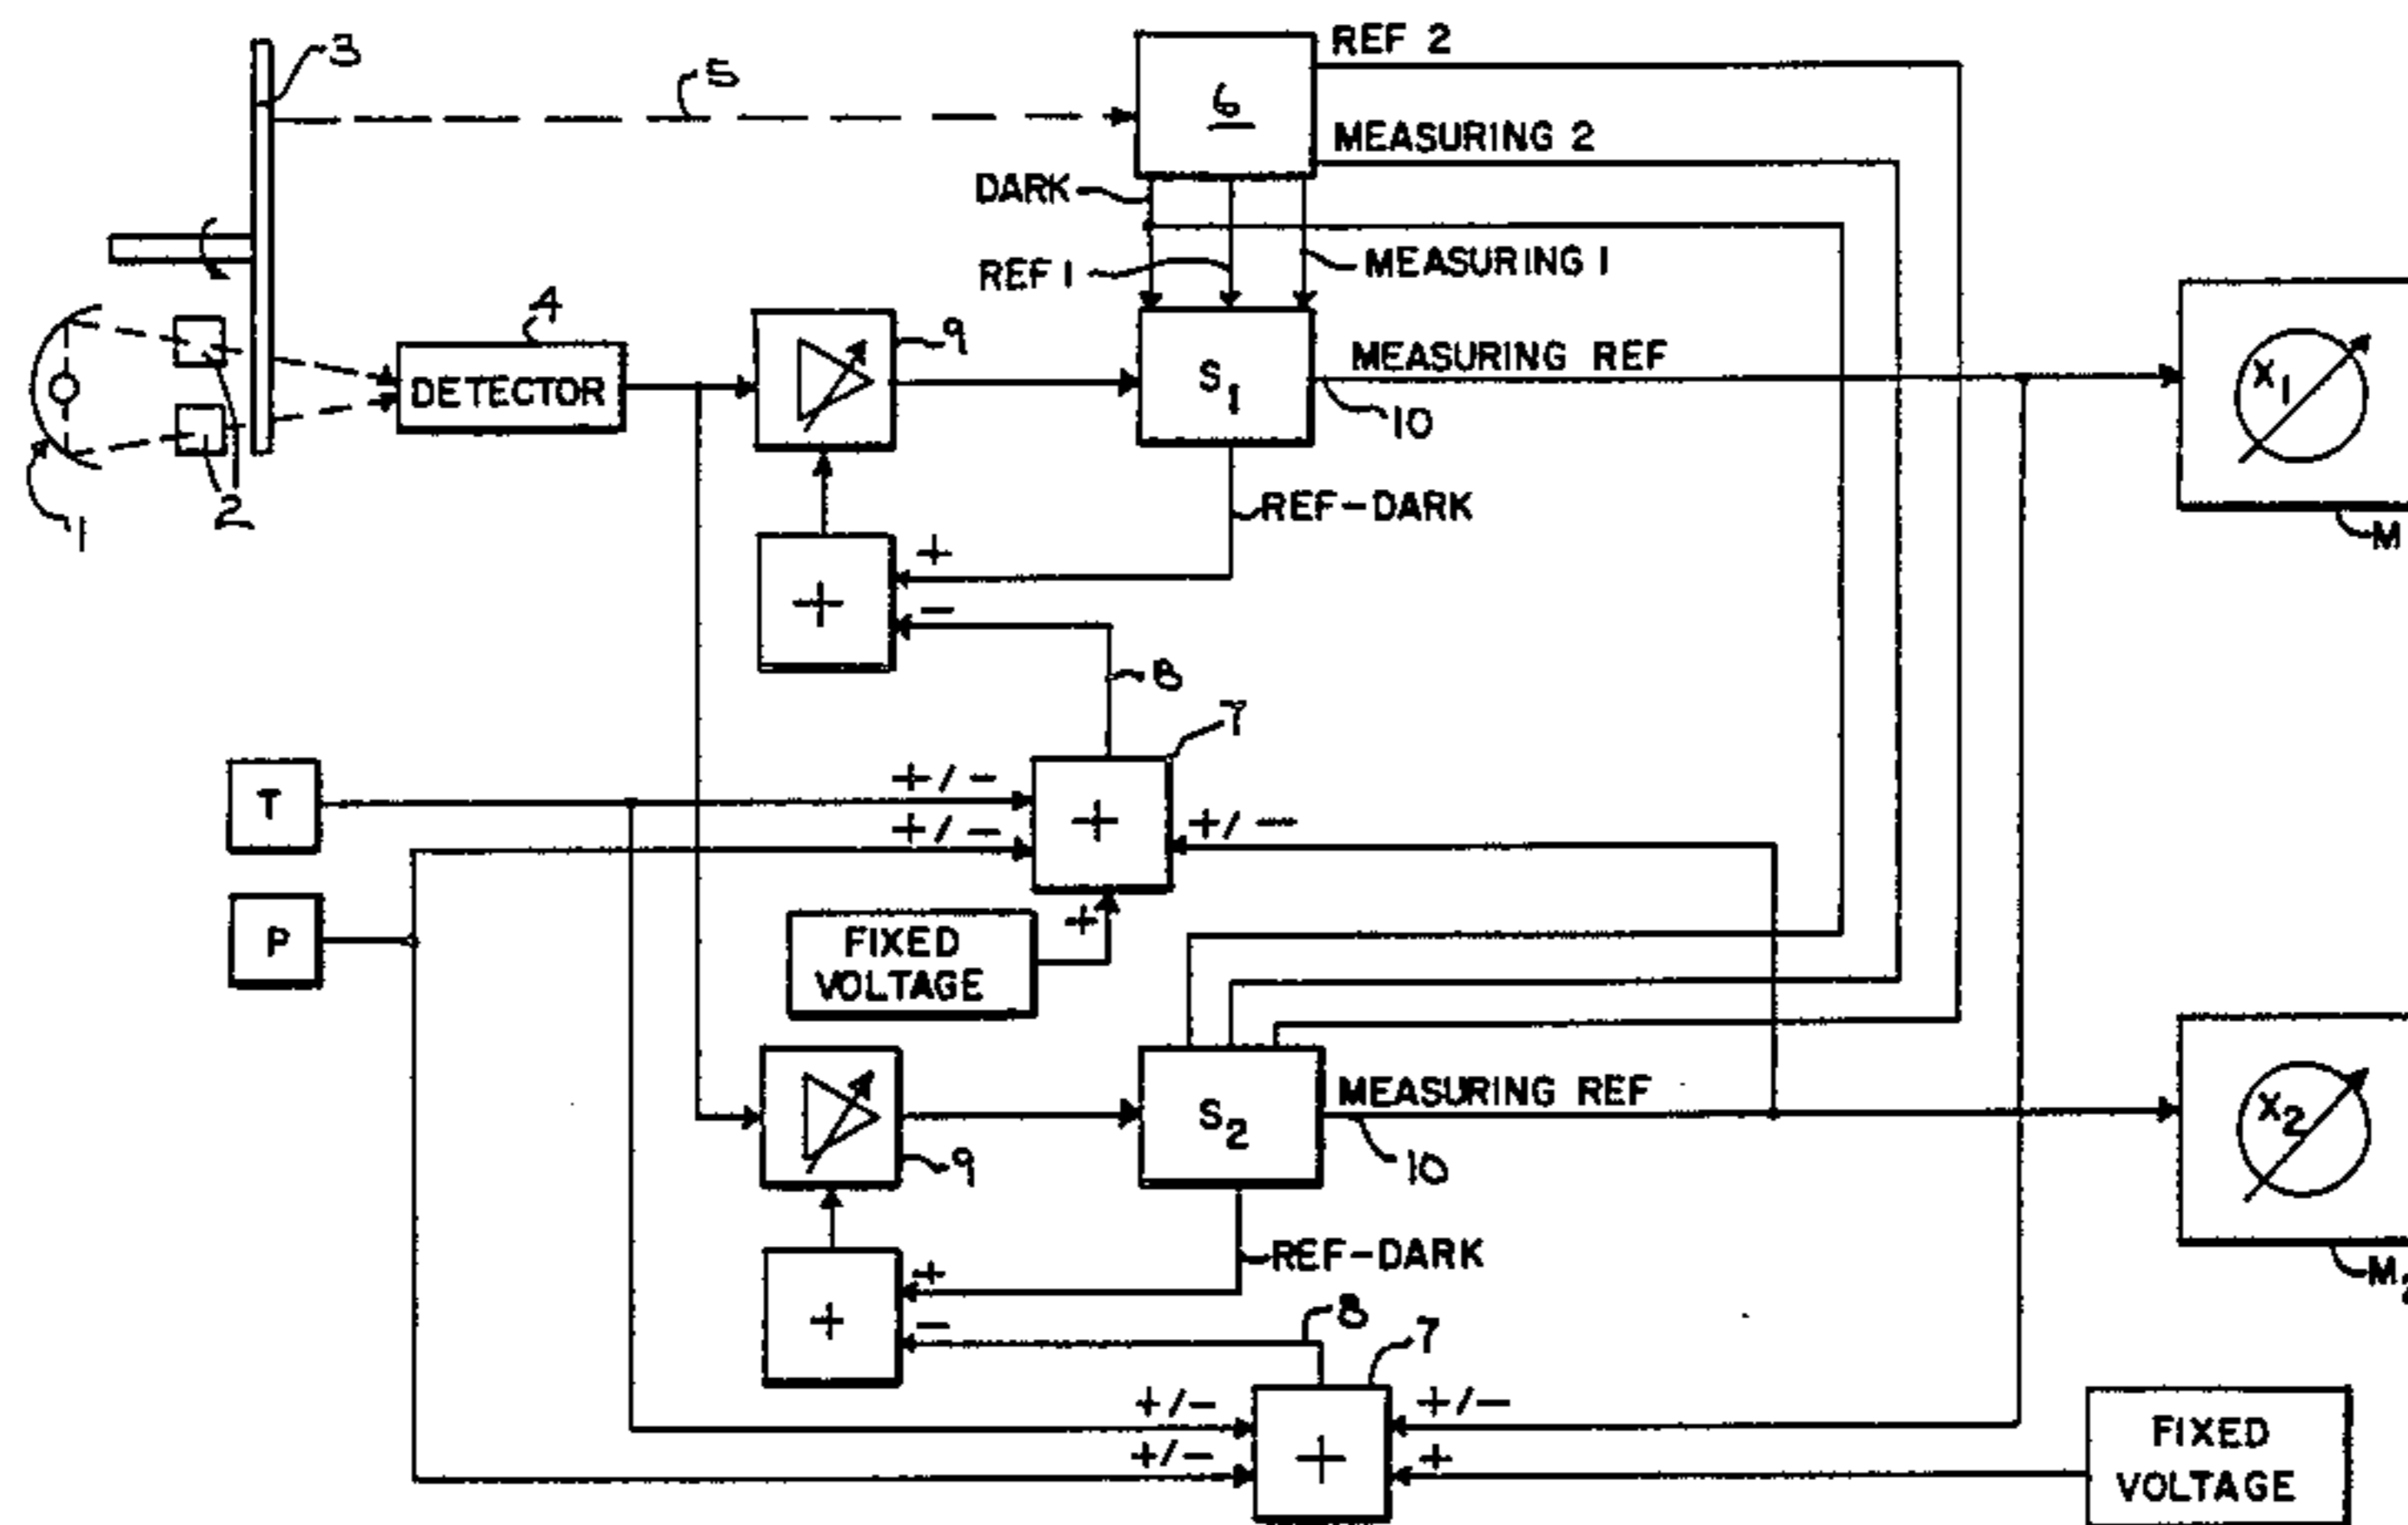 3
5
6
REF 2
MEASURING 2
DARK
REF 1
MEASURING 1
1
2
4
DETECTOR
9
S1
MEASURING REF
10
X1
M
REF-DARK
+
-
+
8
7
T
+/-
+/-
+
+/-
P
FIXED
VOLTAGE
+
9
S2
MEASURING REF
10
X2
M
REF-DARK
+
-
+
8
7
+/-
+/-
+
+/-
+
FIXED
VOLTAGE